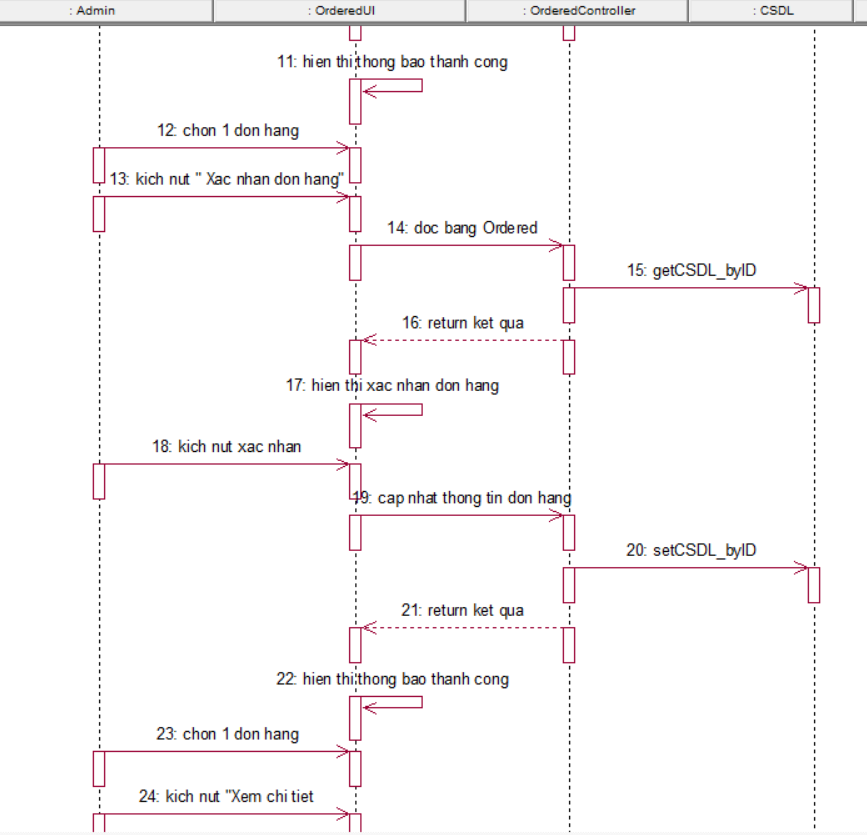 : Admin
: OrderedUI
: OrderedController
: CSDL
11: hien thi thong bao thanh cong
12: chon 1 don hang
13: kich nut " Xac nhan don hang"
14: doc bang Ordered
15: getCSDL_byID
16: return ket qua
17: hien thi xac nhan don hang
18: kich nut xac nhan
19: cap nhat thong tin don hang
20: setCSDL_byID
21: return ket qua
22: hien thi thong bao thanh cong
23: chon 1 don hang
24: kich nut "Xem chi tiet